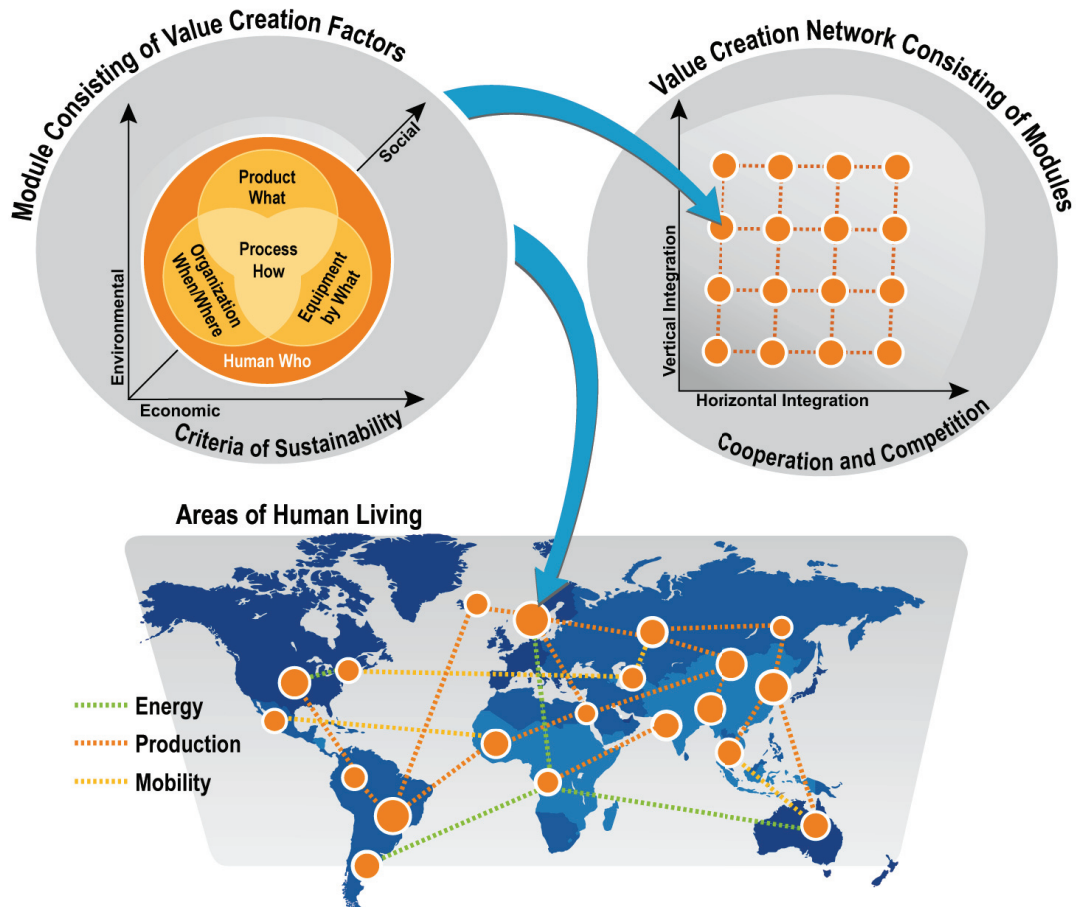 Module Consisting of Value Creation Factors
Environmental
Social
Product
What
Process
How
Organization
When/Where
Equipment
by What
Human Who
Economic
Criteria of Sustainability
Value Creation Network Consisting of Modules
Vertical Integration
Horizontal Integration
Cooperation and Competition
Areas of Human Living
Energy
Production
Mobility